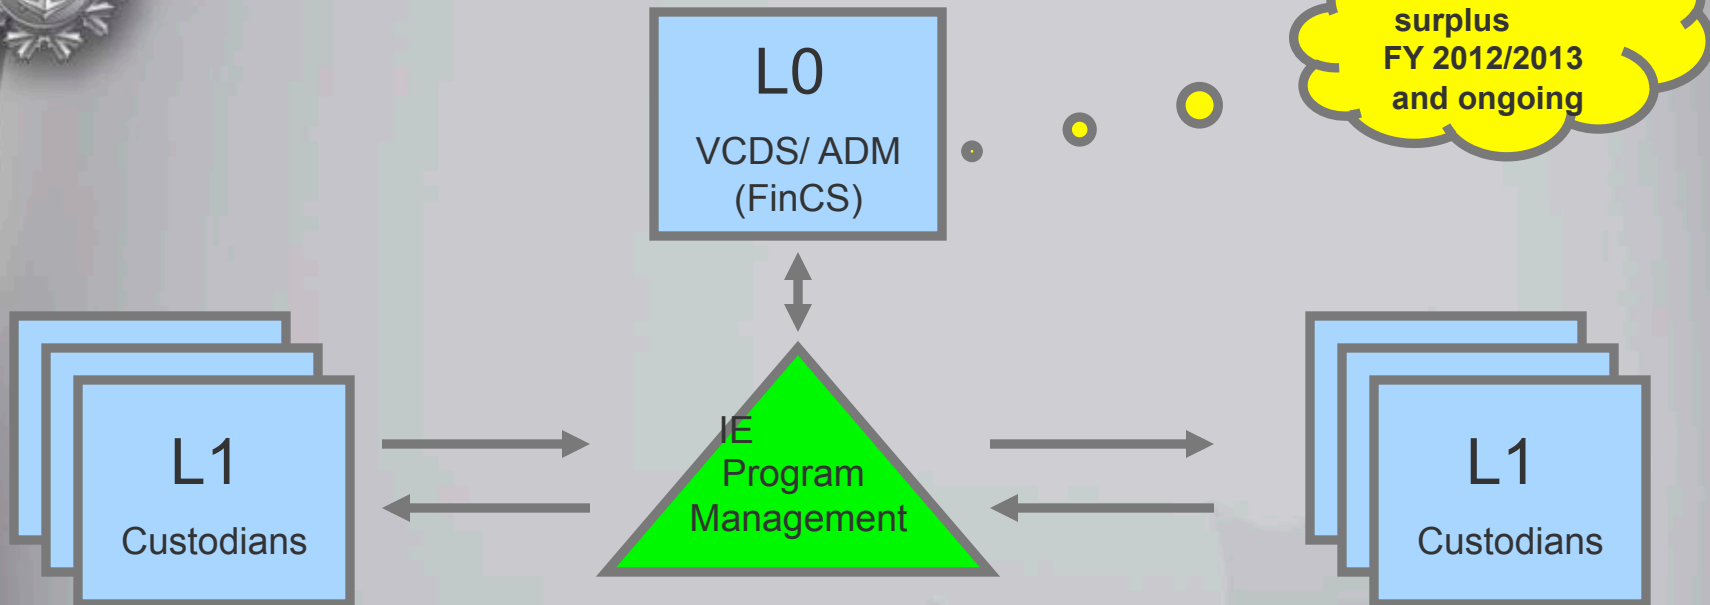 surplus
FY 2012/2013
and ongoing
L0
VCDS/ ADM
(FinCS)
L1
Custodians
IE
Program
Management
L1
Custodians